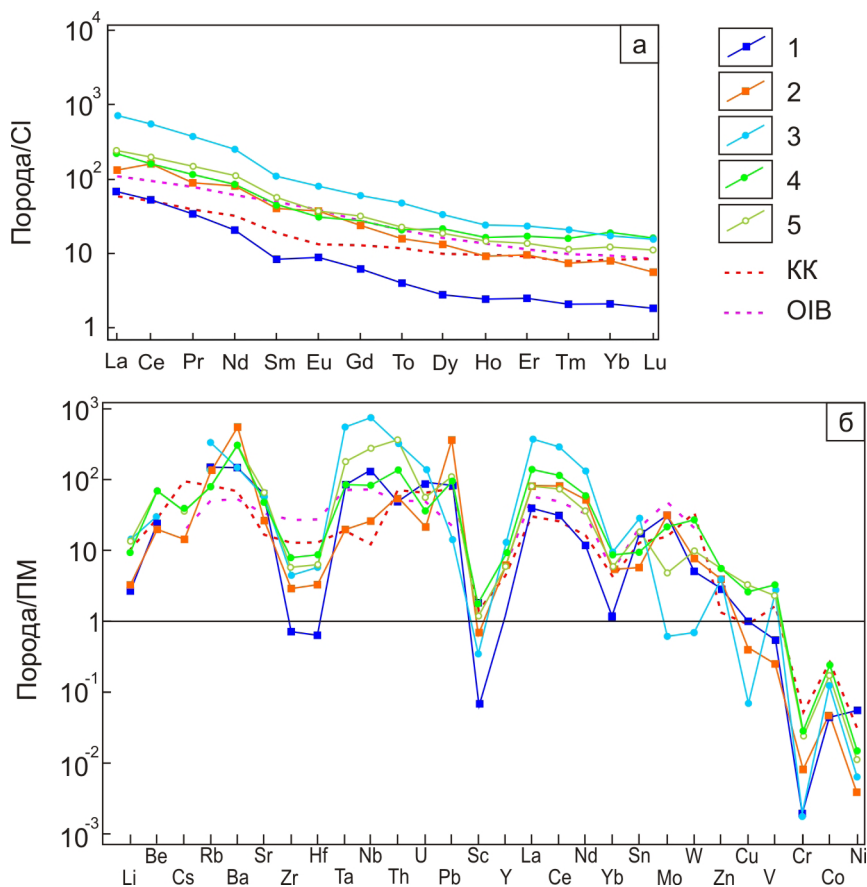 10⁴
а
10³
10²
10
1
Порода/CI
La Ce Pr Nd Sm Eu Gd To Dy Ho Er Tm Yb Lu
1
2
3
4
5
КК
OIB
10³
б
10²
10
1
10⁻¹
10⁻²
10⁻³
Порода/ПМ
Be Rb Sr Hf Nb U Sc La Nd Sn W Cu Cr Ni
Li Cs Ba Zr Ta Th Pb Y Ce Yb Mo Zn V Co